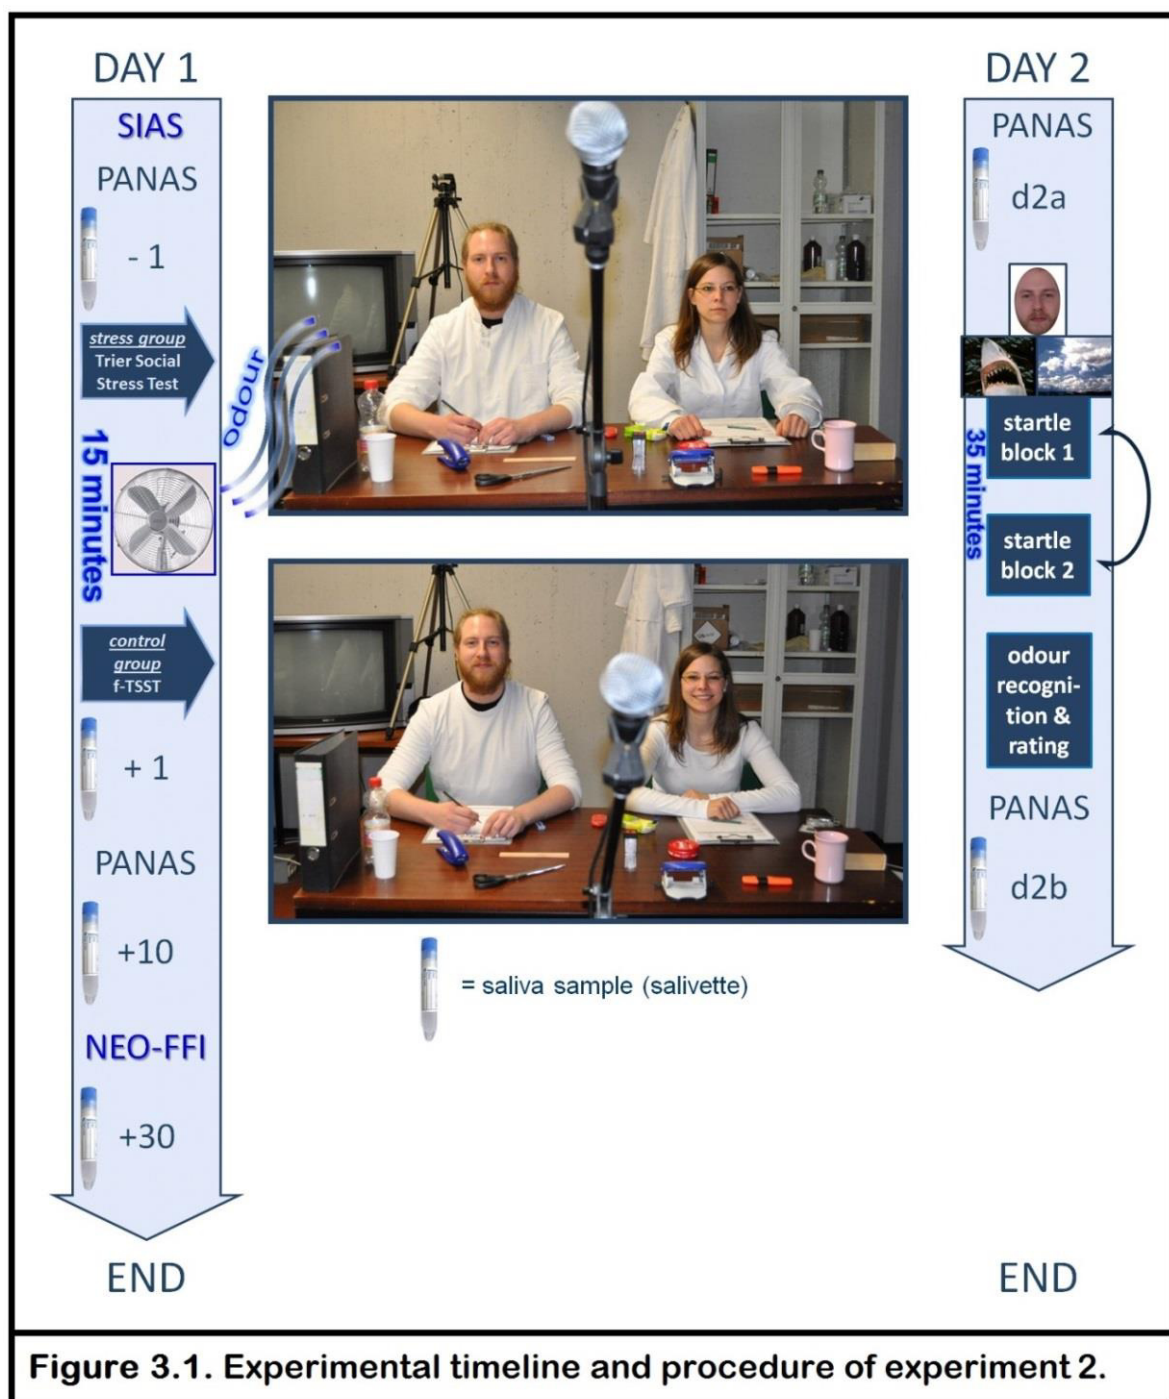 DAY 1
SIAS
PANAS
- 1
stress group
Trier Social
Stress Test
Odour
15 minutes
control
group
f-TSST
+ 1
PANAS
+10
NEO-FFI
+30
END
= saliva sample (salivette)
DAY 2
PANAS
d2a
startle
block 1
35 minutes
startle
block 2
odour
recogni-
tion &
rating
PANAS
d2b
END
Figure 3.1. Experimental timeline and procedure of experiment 2.